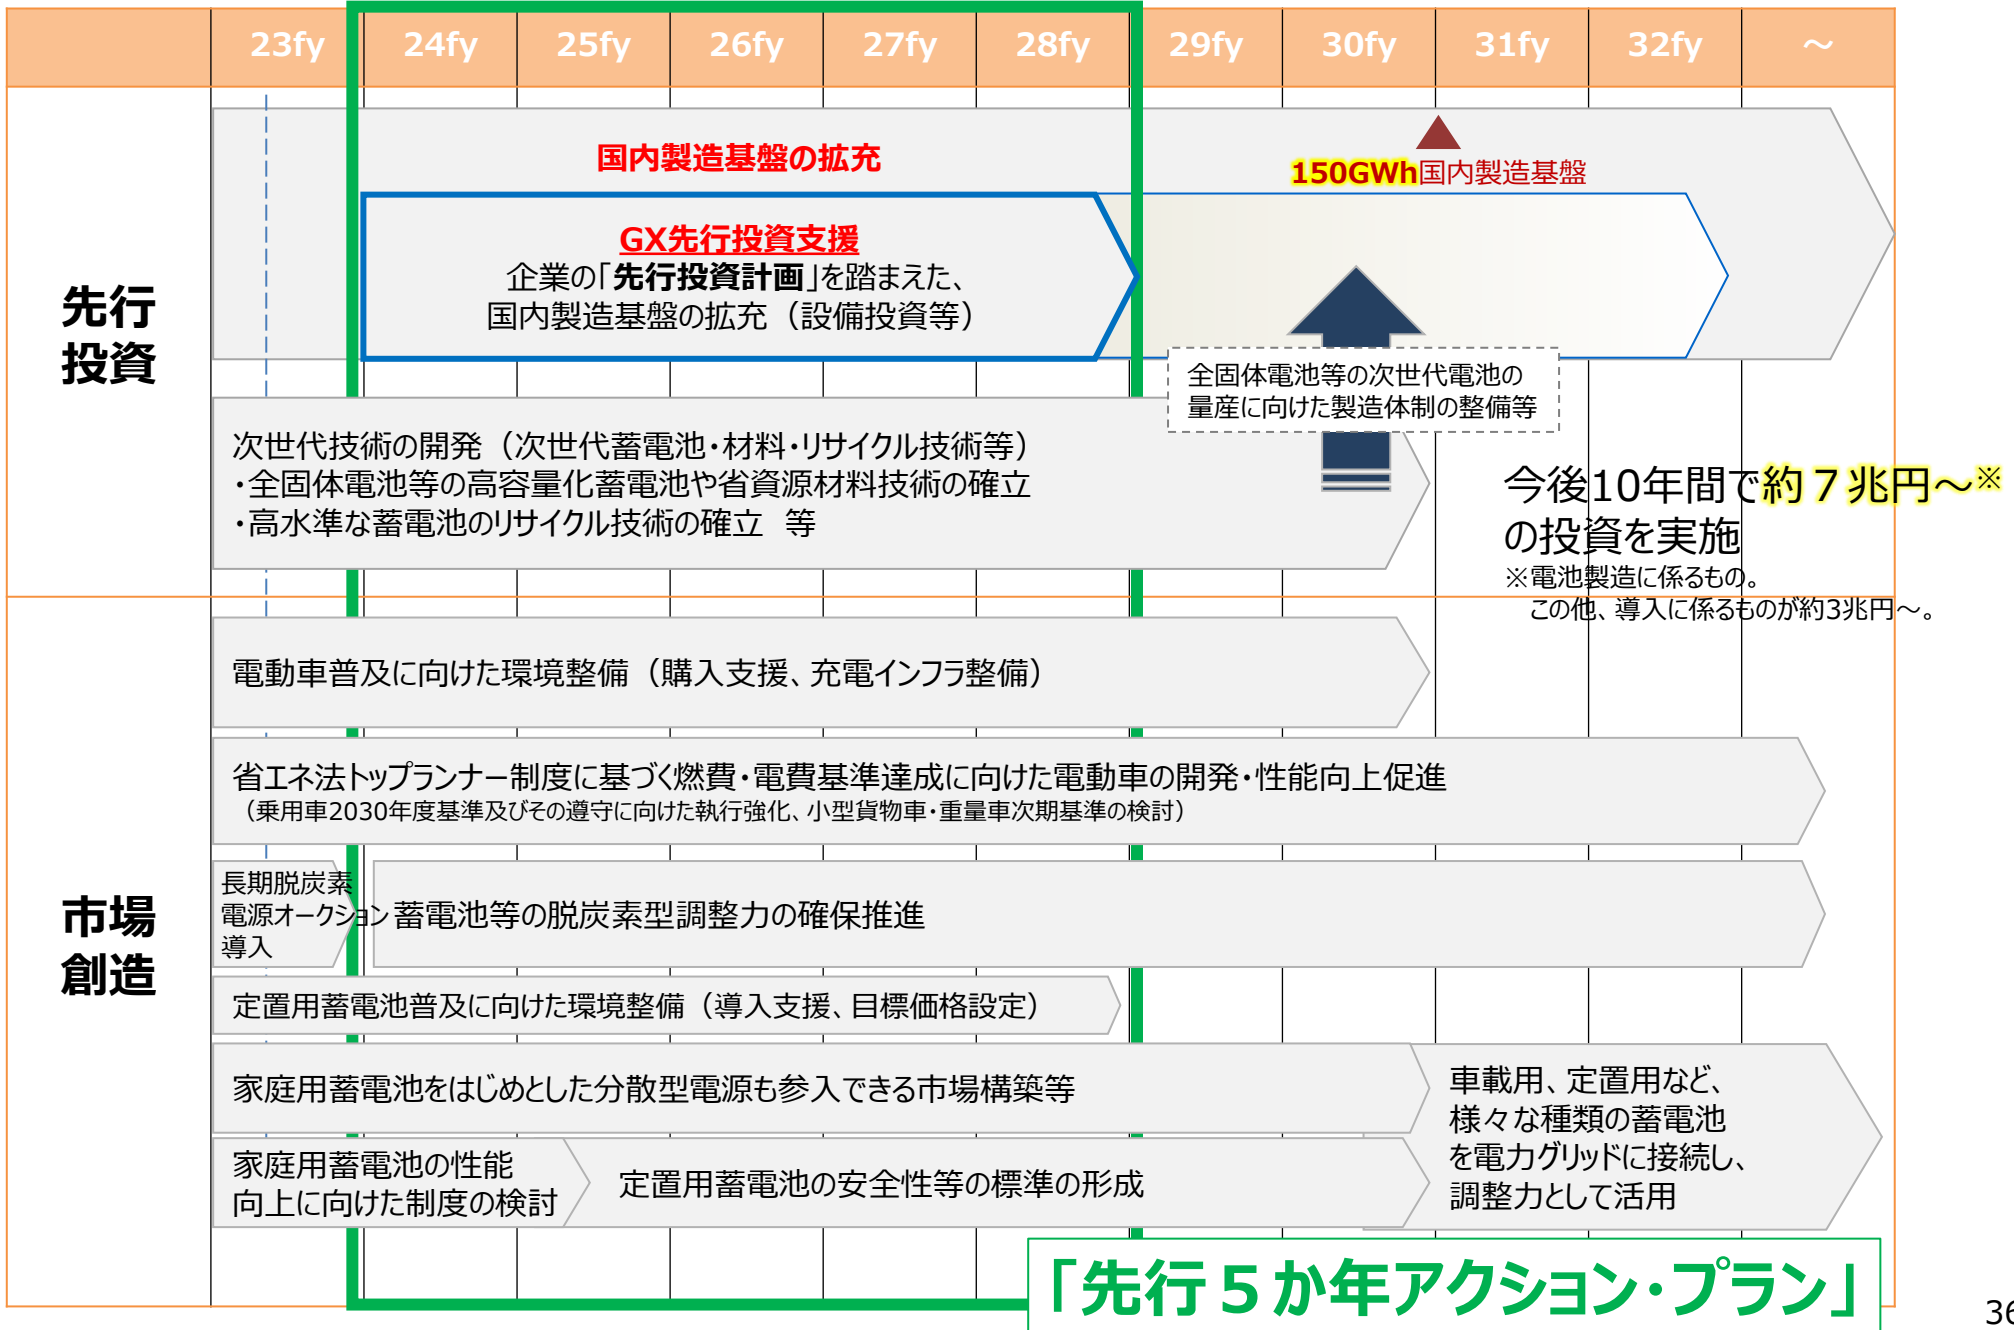 23fy 24fy 25fy 26fy 27fy 28fy 29fy 30fy 31fy 32fy ～
先行
投資
国内製造基盤の拡充
150GWh国内製造基盤
GX先行投資支援
企業の「先行投資計画」を踏まえた、
国内製造基盤の拡充（設備投資等）
全固体電池等の次世代電池の
量産に向けた製造体制の整備等
次世代技術の開発（次世代蓄電池・材料・リサイクル技術等）
・全固体電池等の高容量化蓄電池や省資源材料技術の確立
・高水準な蓄電池のリサイクル技術の確立　等
今後10年間で約７兆円～※
の投資を実施
※電池製造に係るもの。
この他、導入に係るものが約3兆円～。
市場
創造
電動車普及に向けた環境整備（購入支援、充電インフラ整備）
省エネ法トップランナー制度に基づく燃費・電費基準達成に向けた電動車の開発・性能向上促進
（乗用車2030年度基準及びその遵守に向けた執行強化、小型貨物車・重量車次期基準の検討）
長期脱炭素
電源オークション
導入
蓄電池等の脱炭素型調整力の確保推進
定置用蓄電池普及に向けた環境整備（導入支援、目標価格設定）
家庭用蓄電池をはじめとした分散型電源も参入できる市場構築等
家庭用蓄電池の性能
向上に向けた制度の検討
定置用蓄電池の安全性等の標準の形成
車載用、定置用など、
様々な種類の蓄電池
を電力グリッドに接続し、
調整力として活用
「先行５か年アクション・プラン」
36